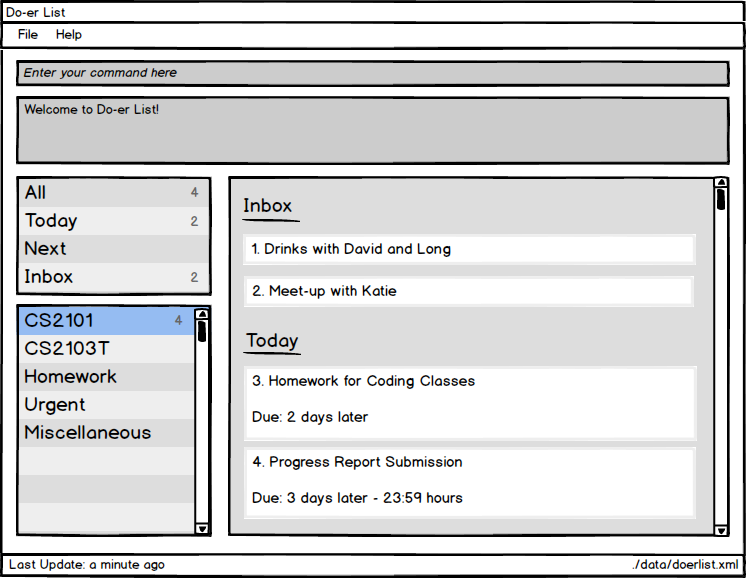 Do-er List
File Help
Enter your command here
Welcome to Do-er List!
All 4
Today 2
Next
Inbox 2
CS2101 4
CS2103T
Homework
Urgent
Miscellaneous
Inbox
1. Drinks with David and Long
2. Meet-up with Katie
Today
3. Homework for Coding Classes
Due: 2 days later
4. Progress Report Submission
Due: 3 days later - 23:59 hours
Last Update: a minute ago
./data/doerlist.xml